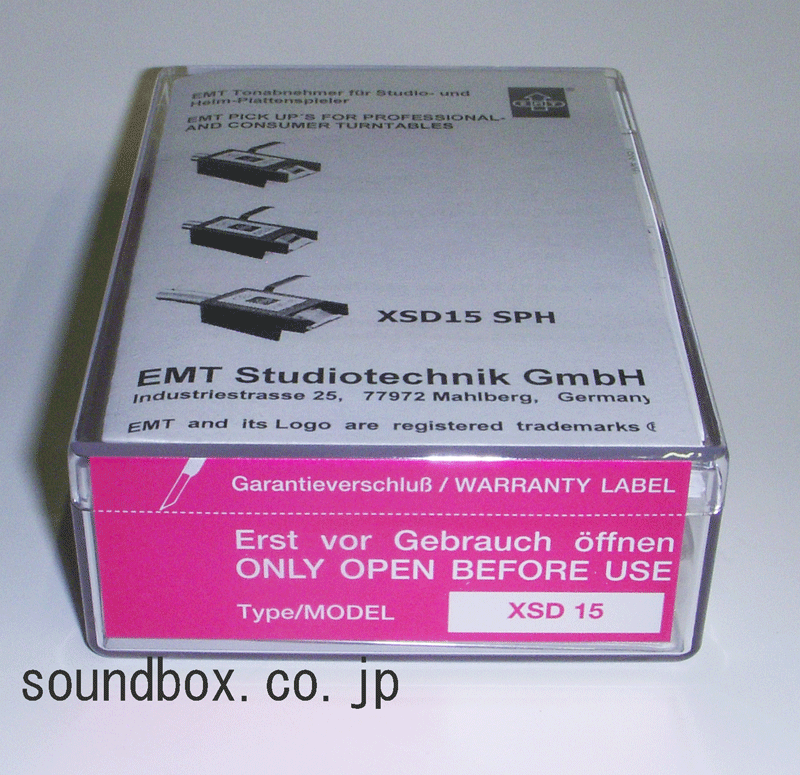 EMT Tonabnehmer für Studio- und
Heim-Plattenspieler
EMT PICK UP´S FOR PROFESSIONAL-
AND CONSUMER TURNTABLES
EMT
XSD15 SPH
EMT Studiotechnik GmbH
Industriestrasse 25, 77972 Mahlberg, Germany
EMT and its Logo are registered trademarks
Garantieverschluß / WARRANTY LABEL
Erst vor Gebrauch öffnen
ONLY OPEN BEFORE USE
Type/MODEL XSD 15
soundbox.co.jp